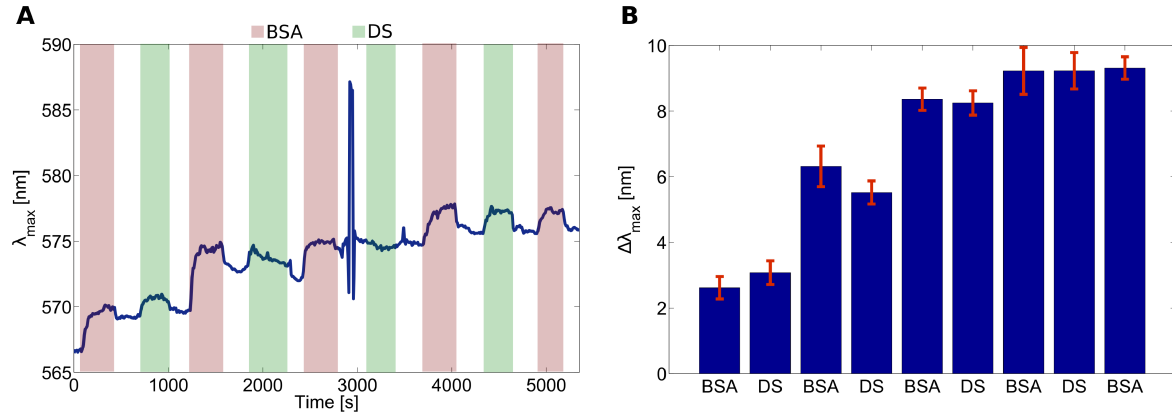 A
BSA DS
590
585
580
575
570
565
λmax [nm]
0 1000 2000 3000 4000 5000
Time [s]
B
10
8
6
4
2
0
Δλmax [nm]
BSA DS BSA DS BSA DS BSA DS BSA